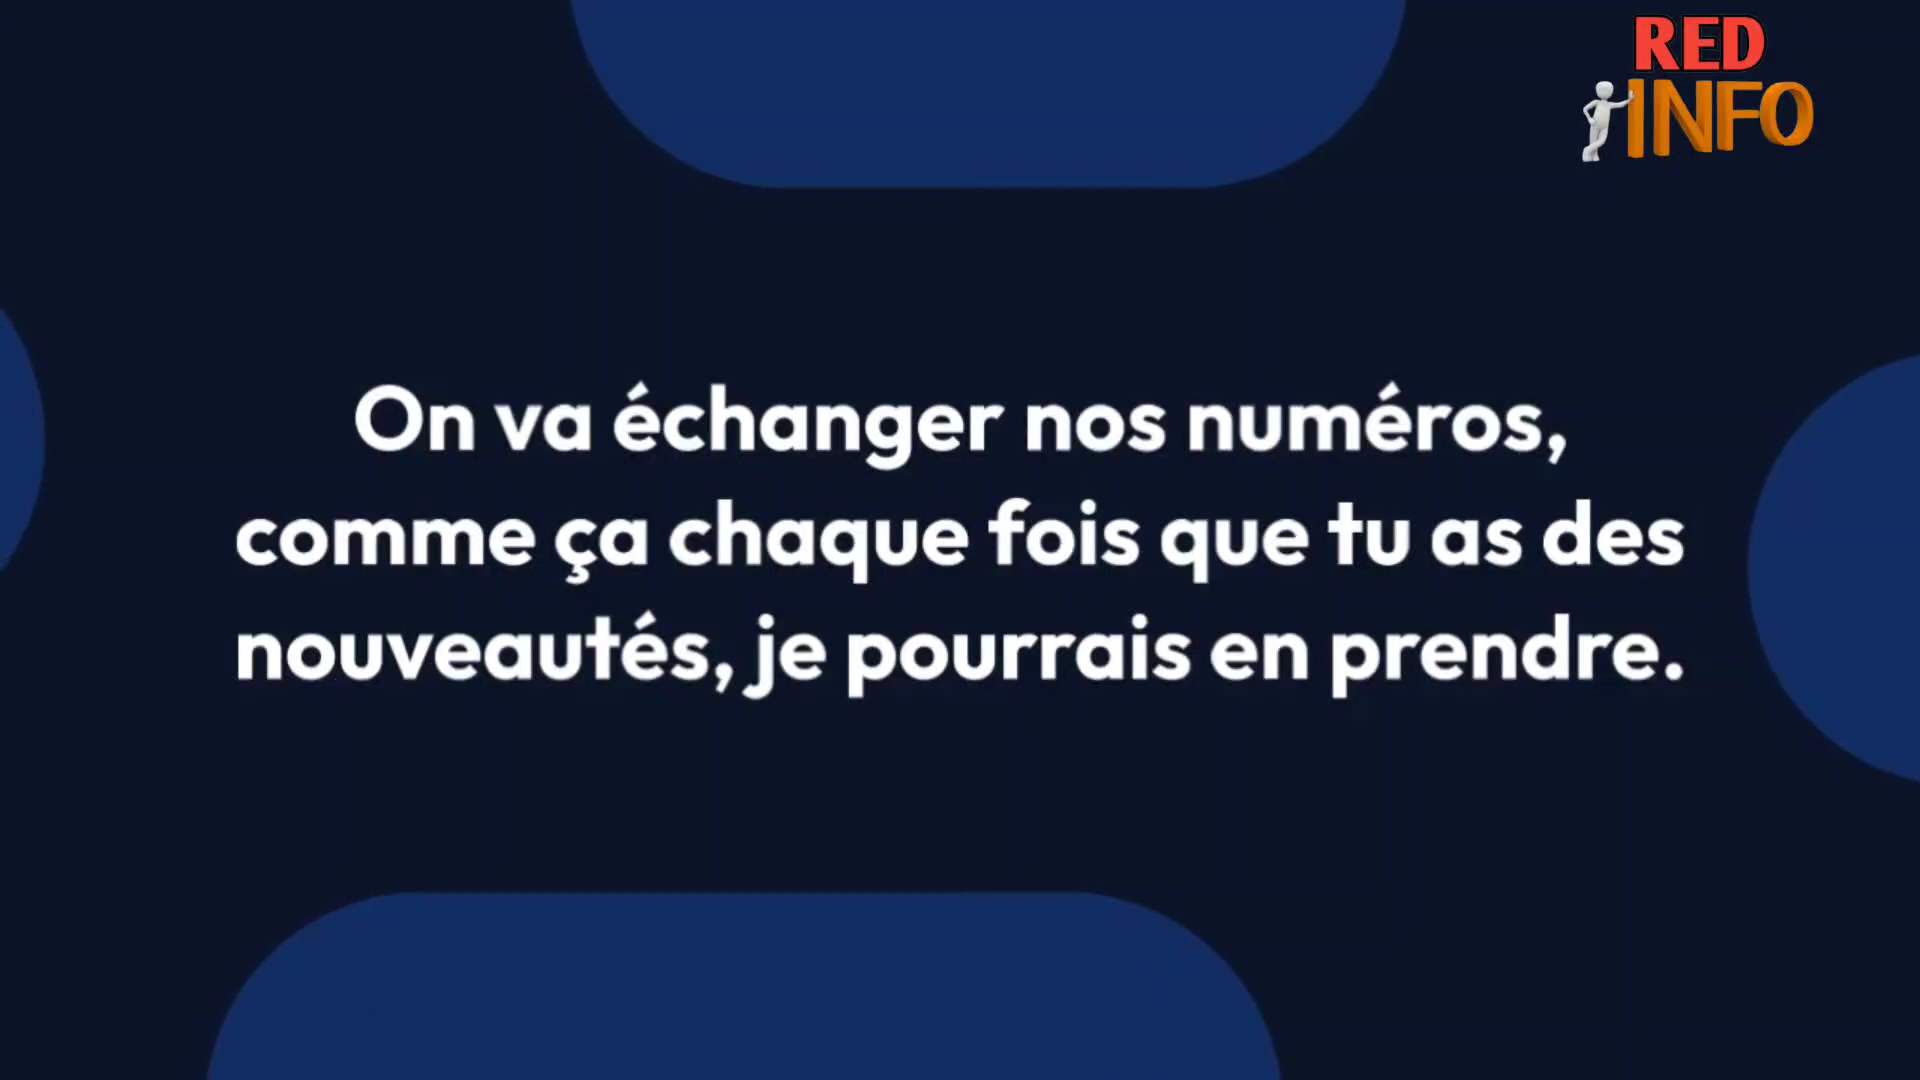 RED
INFO
On va échanger nos numéros,
comme ça chaque fois que tu as des
nouveautés, je pourrais en prendre.